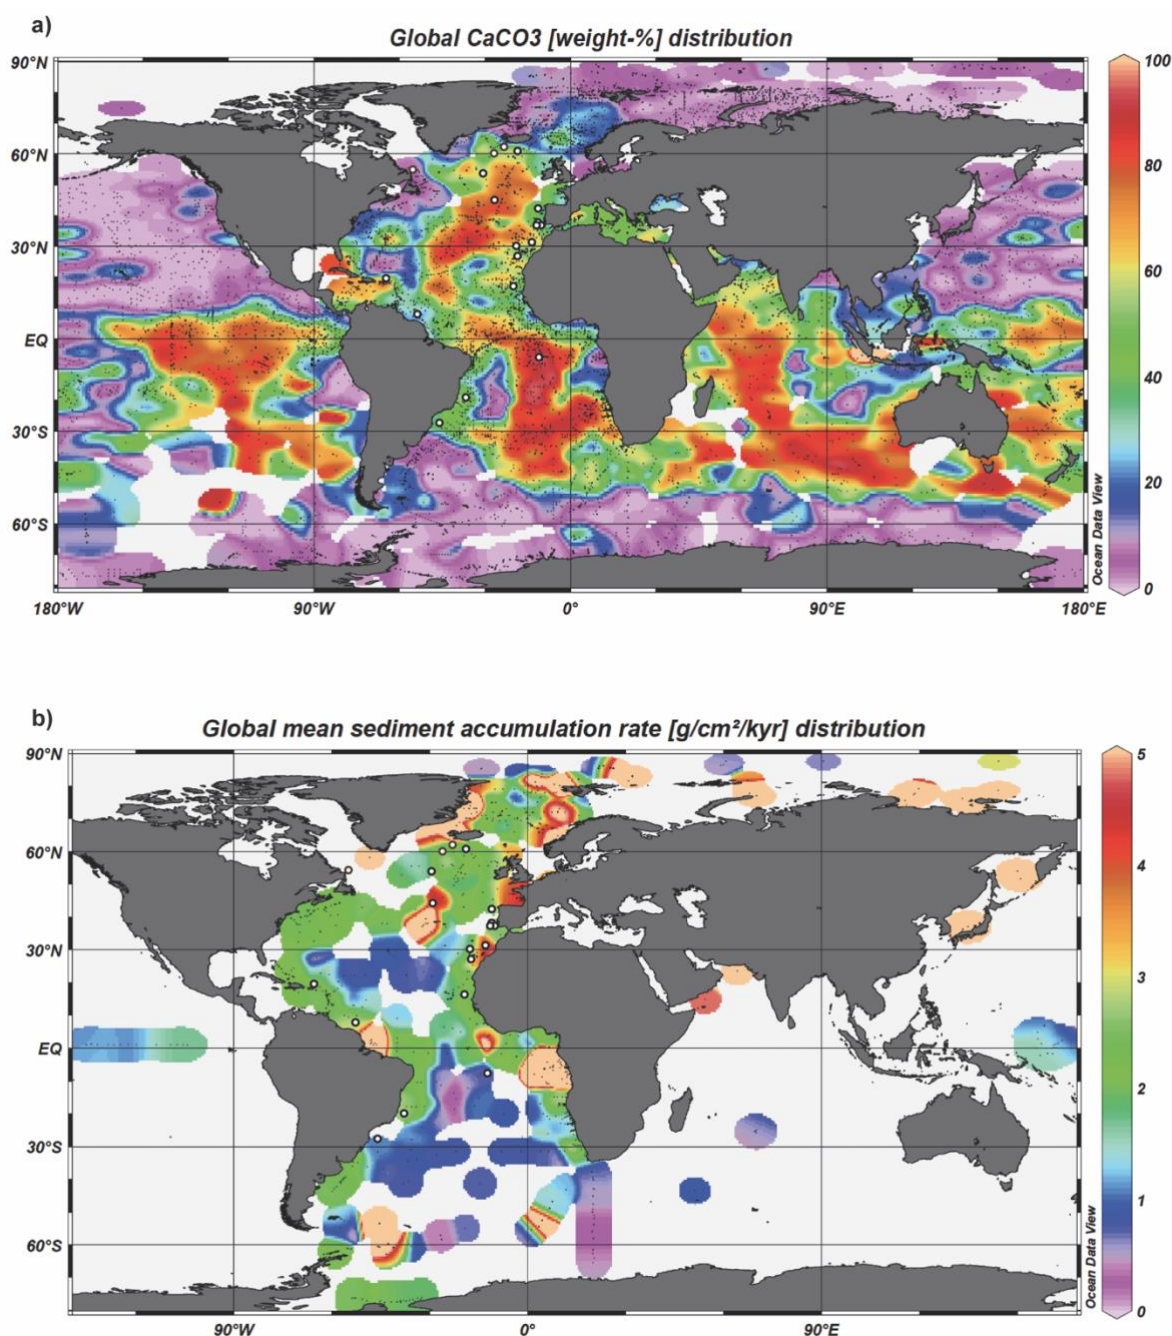 a)
Global CaCO3 [weight-%] distribution
90°N
60°N
30°N
EQ
30°S
60°S
180°W
90°W
0°
90°E
180°E
100
80
60
40
20
0
Ocean Data View
b)
Global mean sediment accumulation rate [g/cm²/kyr] distribution
90°N
60°N
30°N
EQ
30°S
60°S
90°W
0°
90°E
5
4
3
2
1
0
Ocean Data View